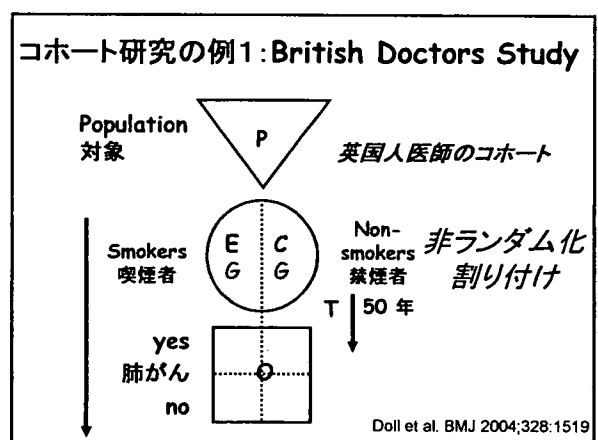 コホート研究の例1:British Doctors Study
Population
対象
P
英国人医師のコホート
Smokers
喫煙者
E
G
C
G
Non-
smokers
禁煙者
非ランダム化
割り付け
T
50 年
yes
肺がん
no
O
Doll et al. BMJ 2004;328:1519